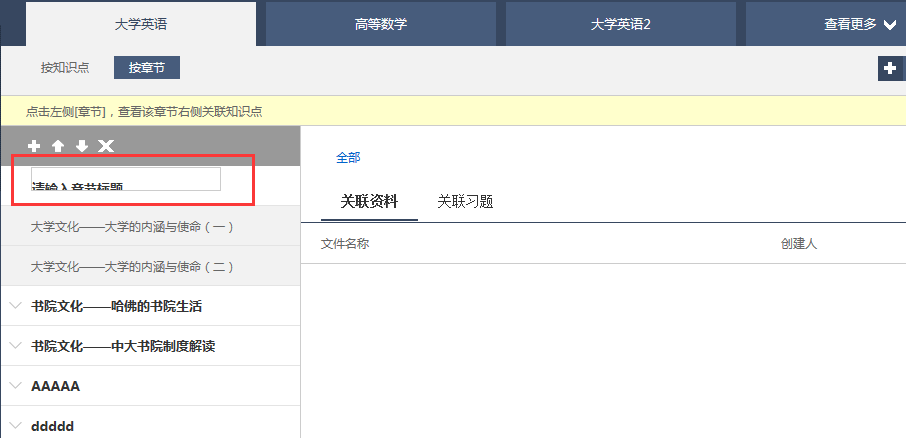 大学英语 高等数学 大学英语2 查看更多
按知识点 按章节
点击左侧[章节]，查看该章节右侧关联知识点
全部
请输入章节标题
关联资料 关联习题
大学文化——大学的内涵与使命（一）
文件名称 创建人
大学文化——大学的内涵与使命（二）
书院文化——哈佛的书院生活
书院文化——中大书院制度解读
AAAAA
ddddd